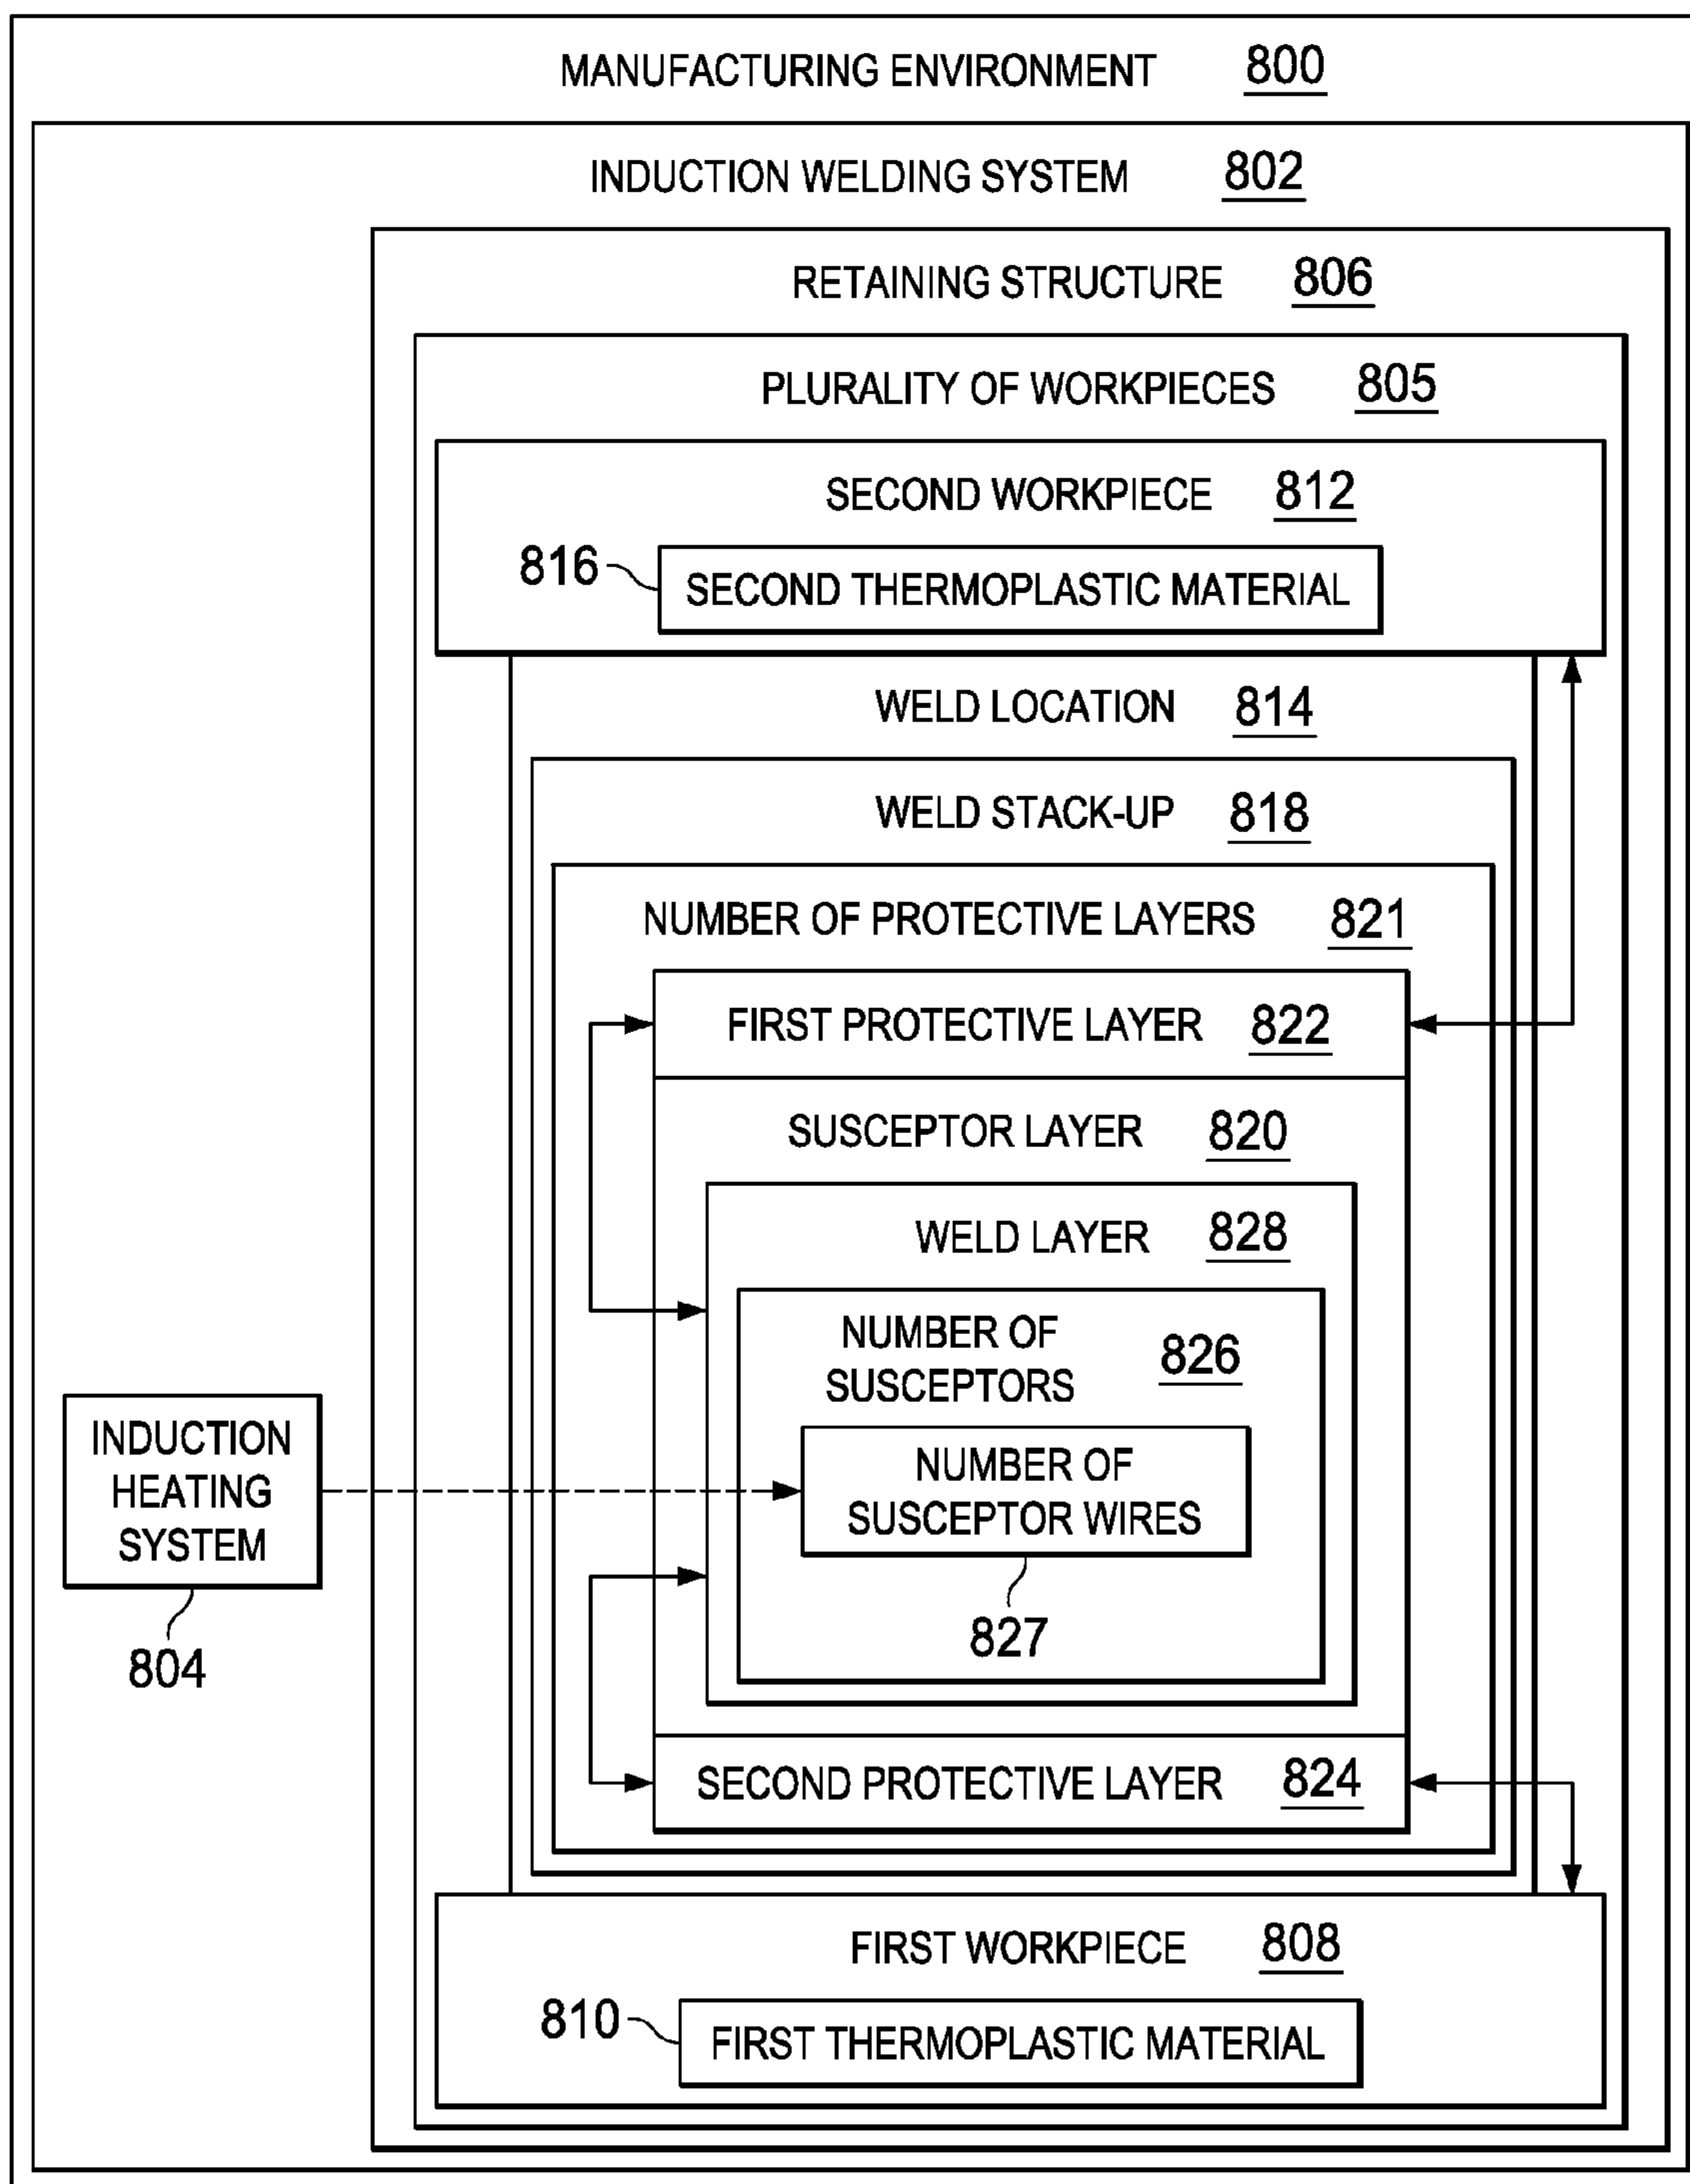 MANUFACTURING ENVIRONMENT 800
INDUCTION WELDING SYSTEM 802
RETAINING STRUCTURE 806
PLURALITY OF WORKPIECES 805
SECOND WORKPIECE 812
816 SECOND THERMOPLASTIC MATERIAL
WELD LOCATION 814
WELD STACK-UP 818
NUMBER OF PROTECTIVE LAYERS 821
FIRST PROTECTIVE LAYER 822
SUSCEPTOR LAYER 820
WELD LAYER 828
NUMBER OF
SUSCEPTORS 826
NUMBER OF
SUSCEPTOR WIRES
827
INDUCTION
HEATING
SYSTEM
804
SECOND PROTECTIVE LAYER 824
FIRST WORKPIECE 808
810 FIRST THERMOPLASTIC MATERIAL